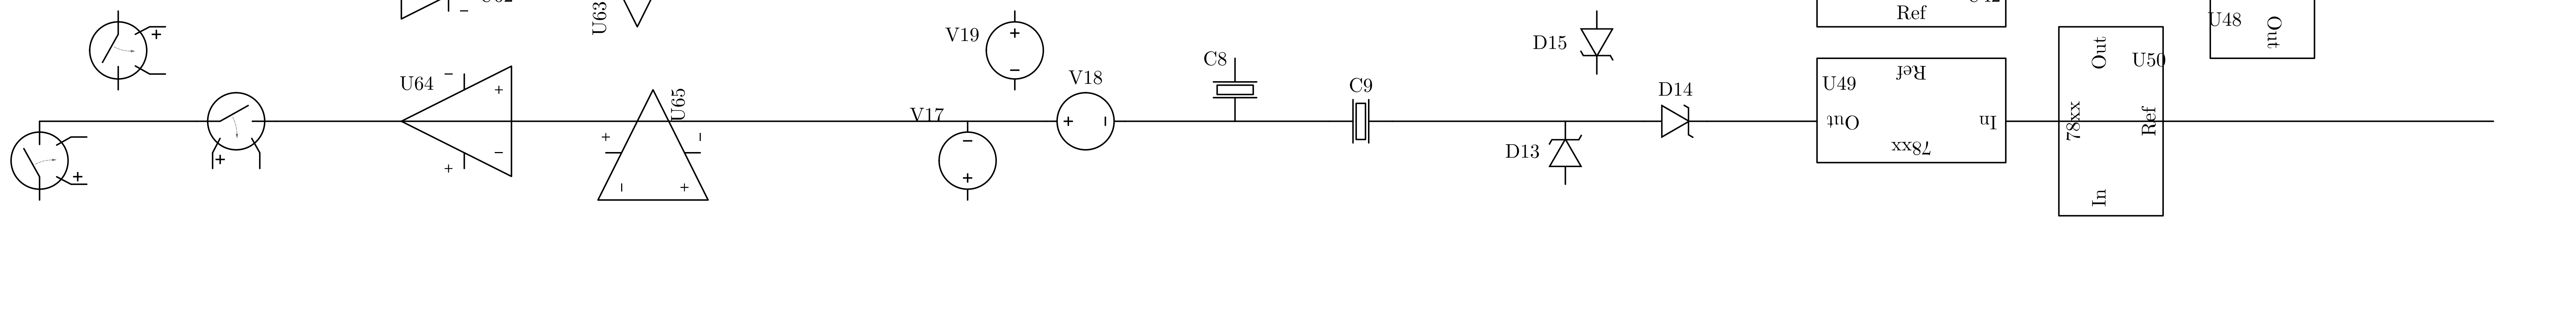 U63
Ref
U48
Out
V19
D15
Out
U50
C8
V18
C9
D14
U49
Ref
U64
U65
V17
Out
In
78xx
Ref
D13
78xx
In